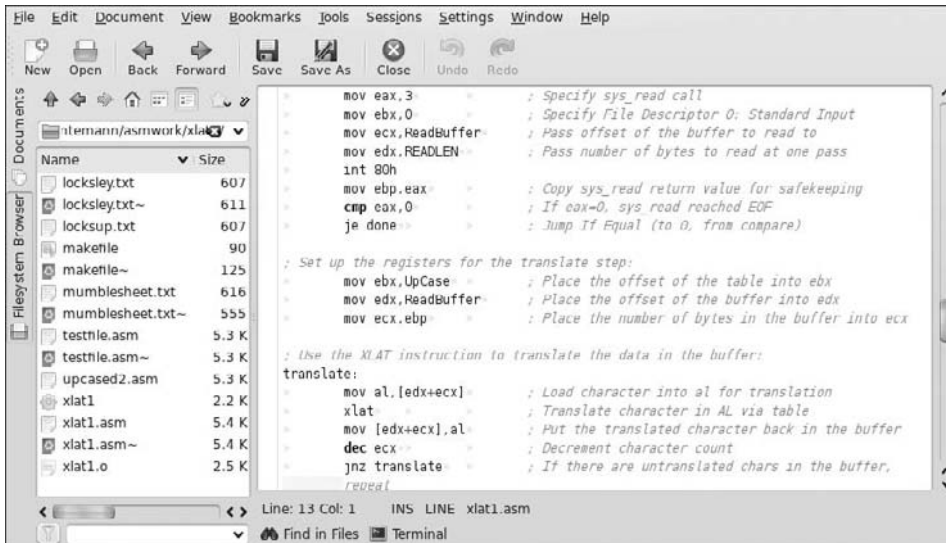 File Edit Document View Bookmarks Tools Sessions Settings Window Help
New Open Back Forward Save Save As Close Undo Redo
Documents
Filesystem Browser
ntemann/asmwork/xlat
Name Size
locksley.txt 607
locksley.txt~ 611
locksup.txt 607
makefile 90
makefile~ 125
mumblesheet.txt 616
mumblesheet.txt~ 555
testfile.asm 5.3 K
testfile.asm~ 5.3 K
upcased2.asm 5.3 K
xlat1 2.2 K
xlat1.asm 5.4 K
xlat1.asm~ 5.4 K
xlat1.o 2.5 K
mov eax,3 ; Specify sys_read call
mov ebx,0 ; Specify File Descriptor 0: Standard Input
mov ecx,ReadBuffer ; Pass offset of the buffer to read to
mov edx,READLEN ; Pass number of bytes to read at one pass
int 80h
mov ebp,eax ; Copy sys_read return value for safekeeping
cmp eax,0 ; If eax=0, sys_read reached EOF
je done ; Jump If Equal (to 0, from compare)
; Set up the registers for the translate step:
mov ebx,UpCase ; Place the offset of the table into ebx
mov edx,ReadBuffer ; Place the offset of the buffer into edx
mov ecx,ebp ; Place the number of bytes in the buffer into ecx
; Use the XLAT instruction to translate the data in the buffer:
translate:
mov al,[edx+ecx] ; Load character into al for translation
xlat ; Translate character in AL via table
mov [edx+ecx],al ; Put the translated character back in the buffer
dec ecx ; Decrement character count
jnz translate ; If there are untranslated chars in the buffer,
repeat
Line: 13 Col: 1 INS LINE xlat1.asm
Find in Files Terminal